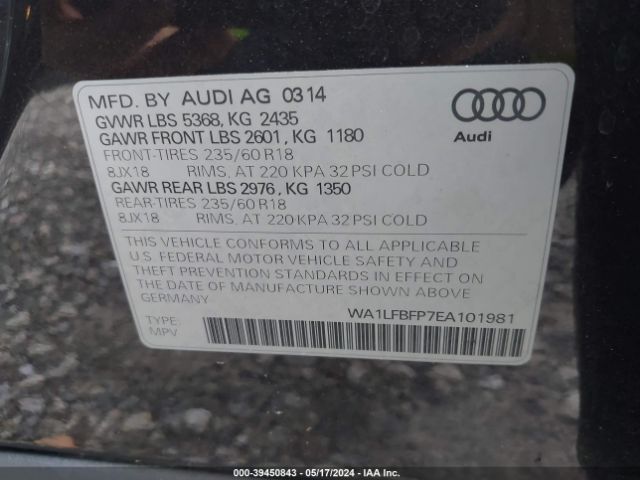 MFD. BY AUDI AG 0314
GVWR LBS 5368, KG 2435
GAWR FRONT LBS 2601, KG 1180
FRONT-TIRES 235/60 R18
8JX18 RIMS, AT 220 KPA 32 PSI COLD
GAWR REAR LBS 2976, KG 1350
REAR-TIRES 235/60 R18
8JX18 RIMS, AT 220 KPA 32 PSI COLD
Audi
THIS VEHICLE CONFORMS TO ALL APPLICABLE
U.S. FEDERAL MOTOR VEHICLE SAFETY AND
THEFT PREVENTION STANDARDS IN EFFECT ON
THE DATE OF MANUFACTURE SHOWN ABOVE.
GERMANY
WA1LFBFP7EA101981
TYPE:
MPV
000-39450843 - 05/17/2024 - IAA Inc.